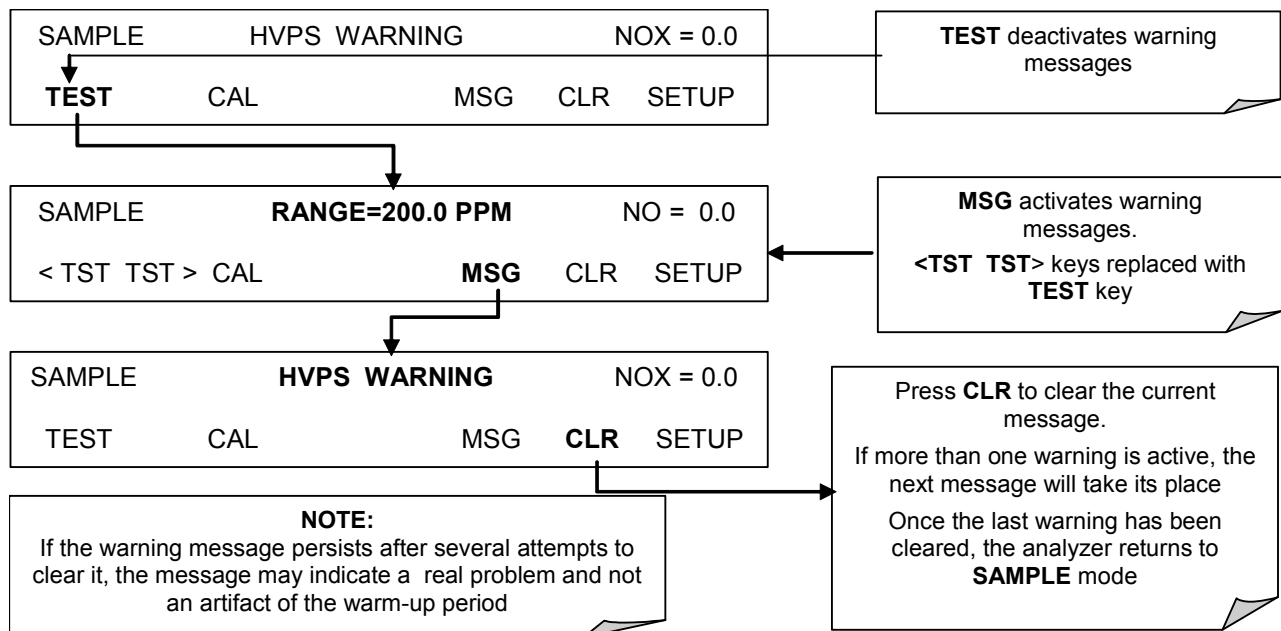 SAMPLE HVPS WARNING NOX = 0.0
TEST CAL MSG CLR SETUP
TEST deactivates warning
messages
SAMPLE RANGE=200.0 PPM NO = 0.0
< TST TST > CAL MSG CLR SETUP
MSG activates warning
messages.
<TST TST> keys replaced with
TEST key
SAMPLE HVPS WARNING NOX = 0.0
TEST CAL MSG CLR SETUP
Press CLR to clear the current
message.
If more than one warning is active, the
next message will take its place
Once the last warning has been
cleared, the analyzer returns to
SAMPLE mode
NOTE:
If the warning message persists after several attempts to
clear it, the message may indicate a real problem and not
an artifact of the warm-up period